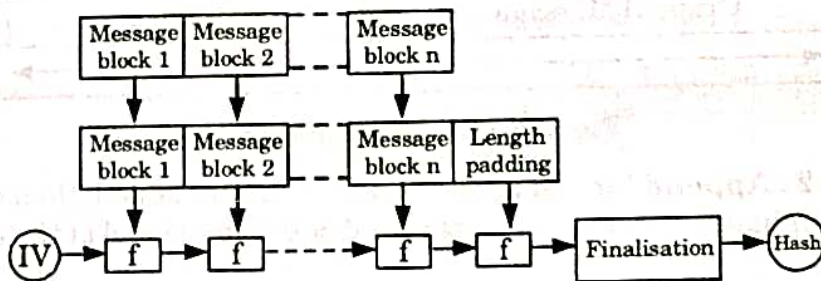 Message block 1 Message block 2 Message block n
Message block 1 Message block 2 Message block n Length padding
IV f f f f Finalisation Hash